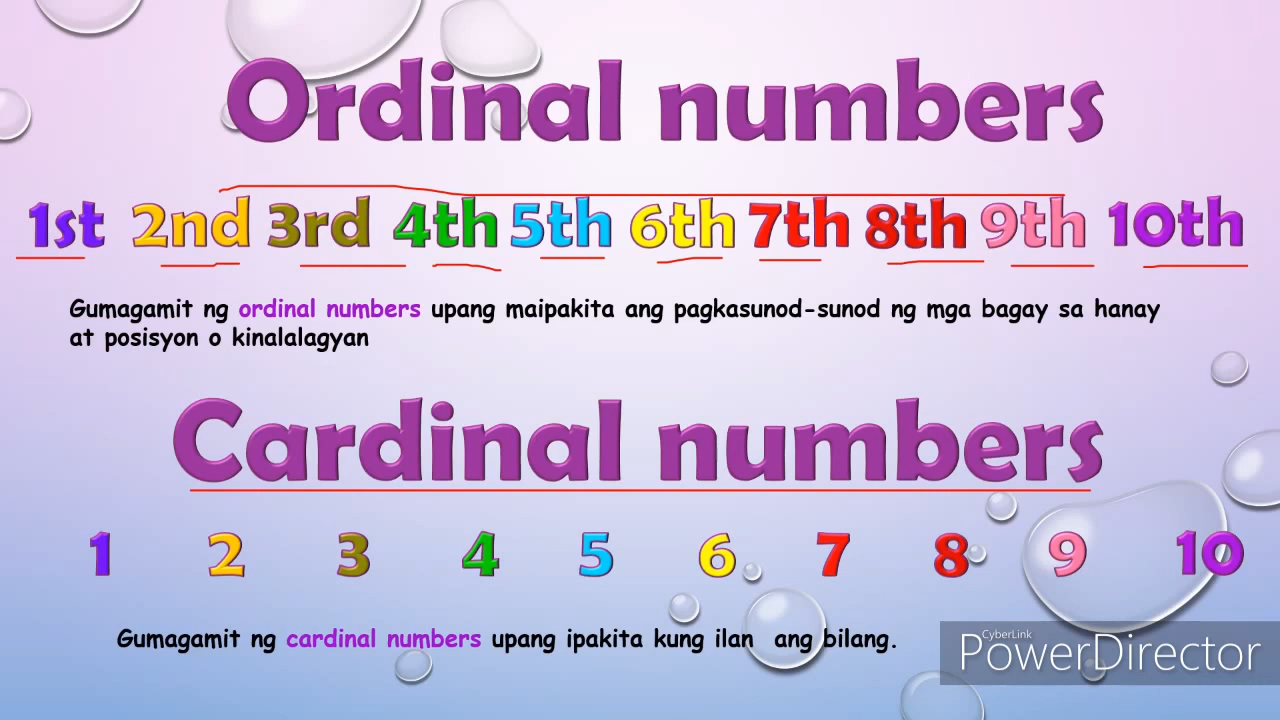 Ordinal numbers
1st 2nd 3rd 4th 5th 6th 7th 8th 9th 10th
Gumagamit ng ordinal numbers upang maipakita ang pagkasunod-sunod ng mga bagay sa hanay
at posisyon o kinalalagyan
Cardinal numbers
1 2 3 4 5 6 7 8 9 10
Gumagamit ng cardinal numbers upang ipakita kung ilan ang bilang.
CyberLink
PowerDirector